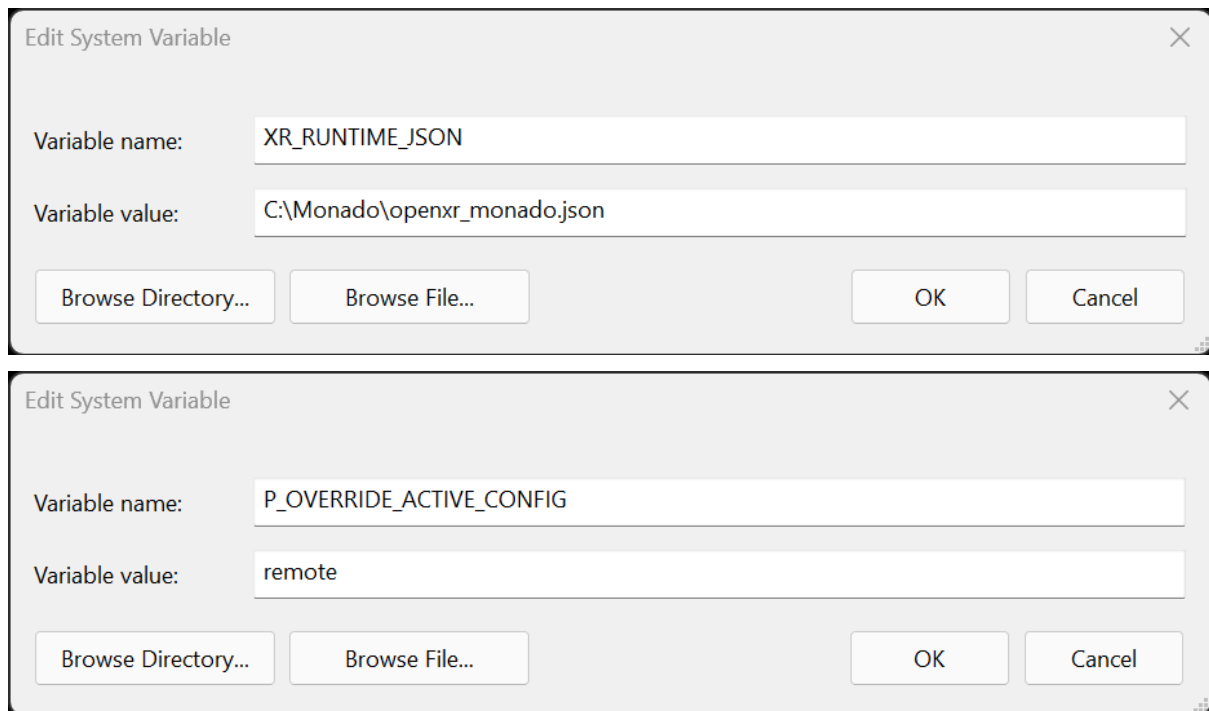 Edit System Variable
Variable name: XR_RUNTIME_JSON
Variable value: C:\Monado\openxr_monado.json
Browse Directory... Browse File... OK Cancel
Edit System Variable
Variable name: P_OVERRIDE_ACTIVE_CONFIG
Variable value: remote
Browse Directory... Browse File... OK Cancel